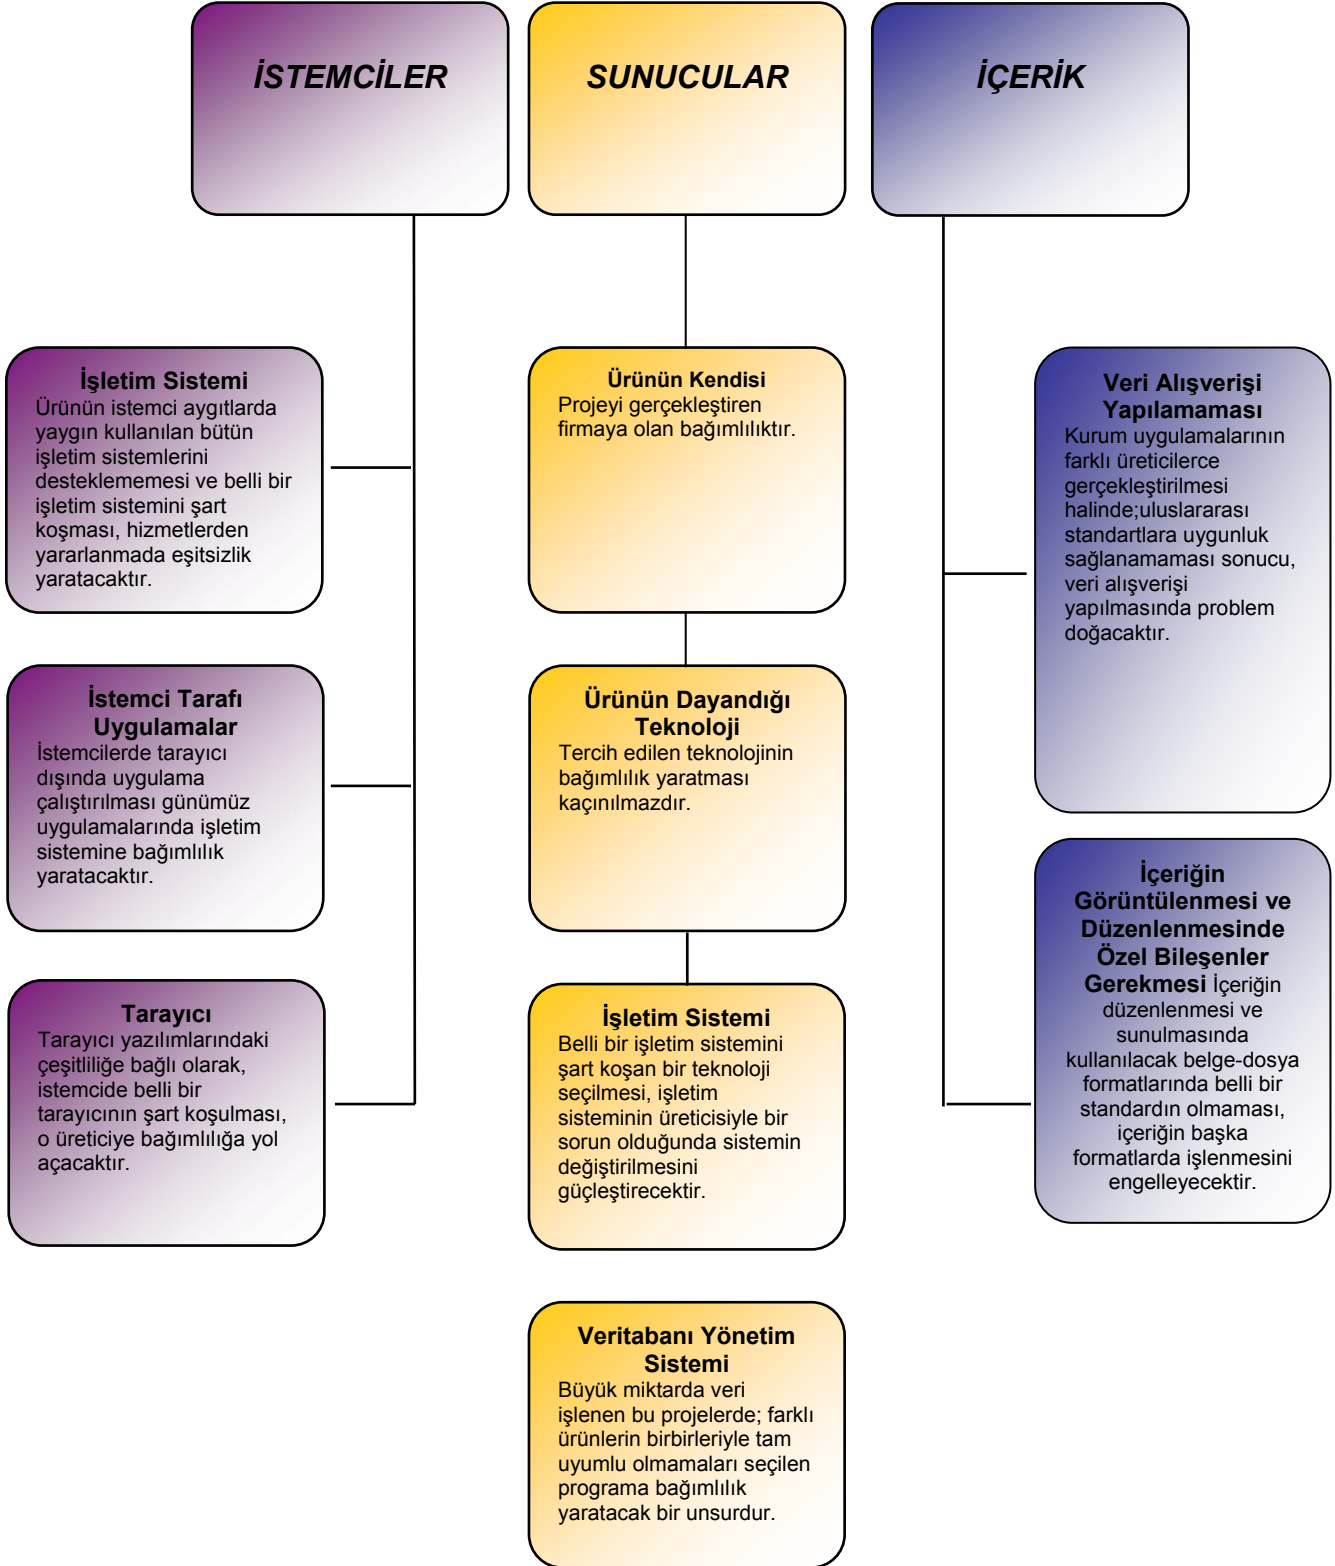 İSTEMCİLER
SUNUCULAR
İÇERİK
İşletim Sistemi
Ürünün istemci aygıtlarda
yaygın kullanılan bütün
işletim sistemlerini
desteklememesi ve belli bir
işletim sistemini şart
koşması, hizmetlerden
yararlanmada eşitsizlik
yaratacaktır.
İstemci Tarafı
Uygulamalar
İstemcilerde tarayıcı
dışında uygulama
çalıştırılması günümüz
uygulamalarında işletim
sistemine bağımlılık
yaratacaktır.
Tarayıcı
Tarayıcı yazılımlarındaki
çeşitliliğe bağlı olarak,
istemcide belli bir
tarayıcının şart koşulması,
o üreticiye bağımlılığa yol
açacaktır.
Ürünün Kendisi
Projeyi gerçekleştiren
firmaya olan bağımlılıktır.
Ürünün Dayandığı
Teknoloji
Tercih edilen teknolojinin
bağımlılık yaratması
kaçınılmazdır.
İşletim Sistemi
Belli bir işletim sistemini
şart koşan bir teknoloji
seçilmesi, işletim
sisteminin üreticisiyle bir
sorun olduğunda sistemin
değiştirilmesini
güçleştirecektir.
Veritabanı Yönetim
Sistemi
Büyük miktarda veri
işlenen bu projelerde; farklı
ürünlerin birbirleriyle tam
uyumlu olmamaları seçilen
programa bağımlılık
yaratacak bir unsurdur.
Veri Alışverişi
Yapılamaması
Kurum uygulamalarının
farklı üreticilerce
gerçekleştirilmesi
halinde;uluslararası
standartlara uygunluk
sağlanamaması sonucu,
veri alışverişi
yapılmasında problem
doğacaktır.
İçeriğin
Görüntülenmesi ve
Düzenlenmesinde
Özel Bileşenler
Gerekmesi İçeriğin
düzenlenmesi ve
sunulmasında
kullanılacak belge-dosya
formatlarında belli bir
standardın olmaması,
içeriğin başka
formatlarda işlenmesini
engelleyecektir.